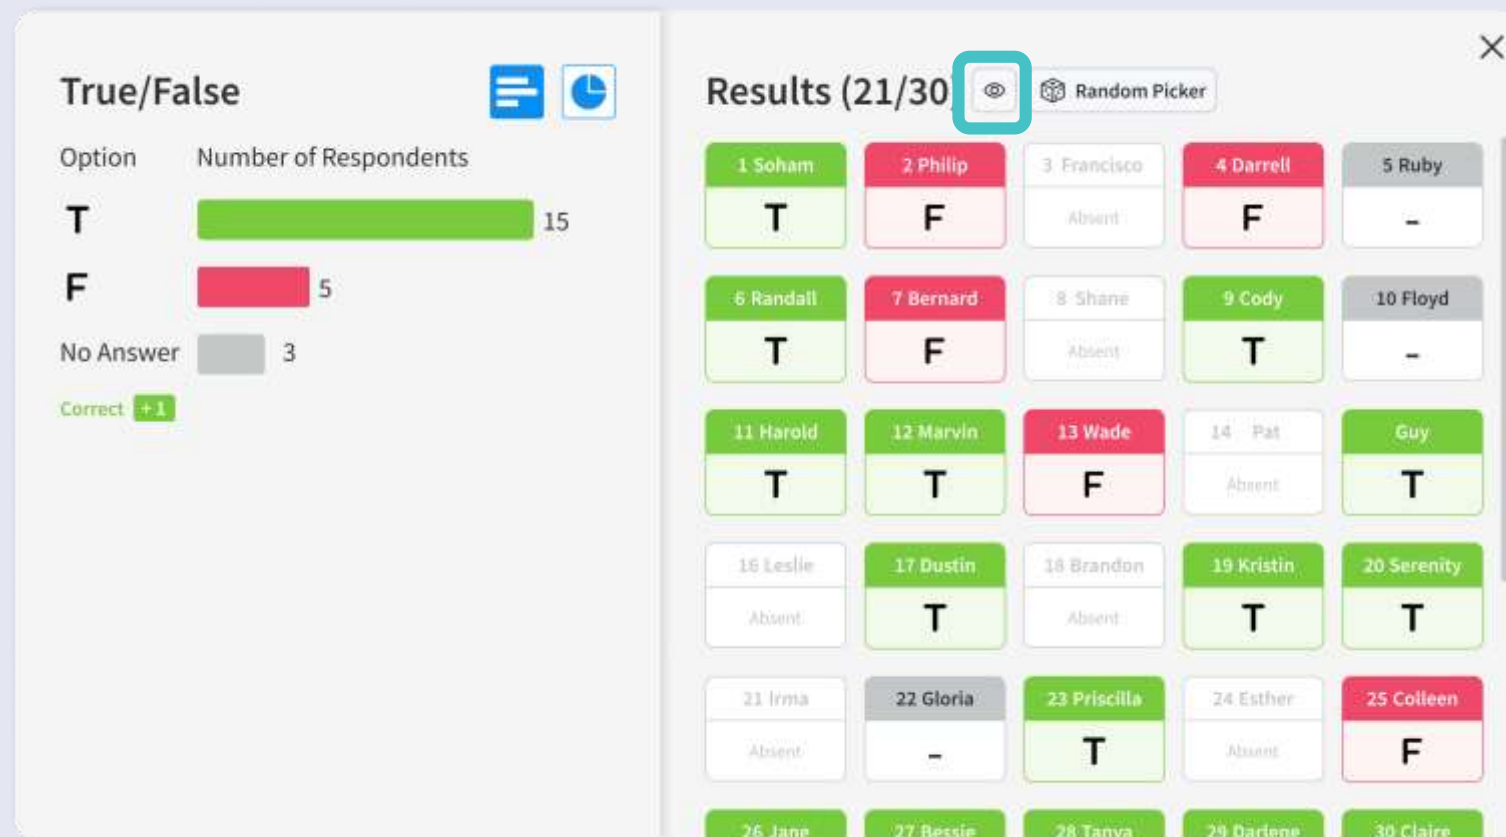 True/False
Results (21/30)
Random Picker
Option Number of Respondents
T 15
F 5
No Answer 3
Correct +1
1 Soham 2 Philip 3 Francisco 4 Darrell 5 Ruby
T F Absent F -
6 Randall 7 Bernard 8 Shane 9 Cody 10 Floyd
T F Absent T -
11 Harold 12 Marvin 13 Wade 14 Pat Guy
T T F Absent T
16 Leslie 17 Dustin 18 Brandon 19 Kristin 20 Serenity
Absent T Absent T T
21 Irma 22 Gloria 23 Priscilla 24 Esther 25 Colleen
Absent - T Absent F
26 Jane 27 Bessie 28 Tanya 29 Darlene 30 Claire